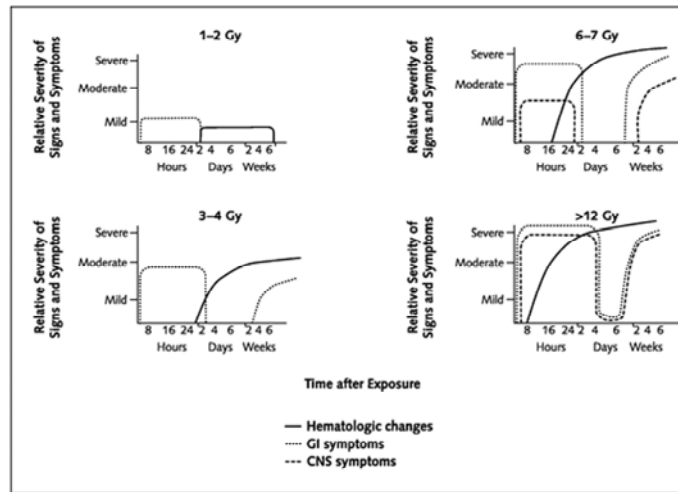 1–2 Gy
Relative Severity of
Signs and Symptoms
Severe
Moderate
Mild
8 16 24 2 4 6 2 4 6
Hours Days Weeks
6–7 Gy
Relative Severity of
Signs and Symptoms
Severe
Moderate
Mild
8 16 24 2 6 2 4 6
Hours Days Weeks
3–4 Gy
Relative Severity of
Signs and Symptoms
Severe
Moderate
Mild
8 16 24 2 4 6 2 4 6
Hours Days Weeks
>12 Gy
Relative Severity of
Signs and Symptoms
Severe
Moderate
Mild
8 16 24 2 4 6 2 4 6
Hours Days Weeks
Time after Exposure
Hematologic changes
GI symptoms
CNS symptoms